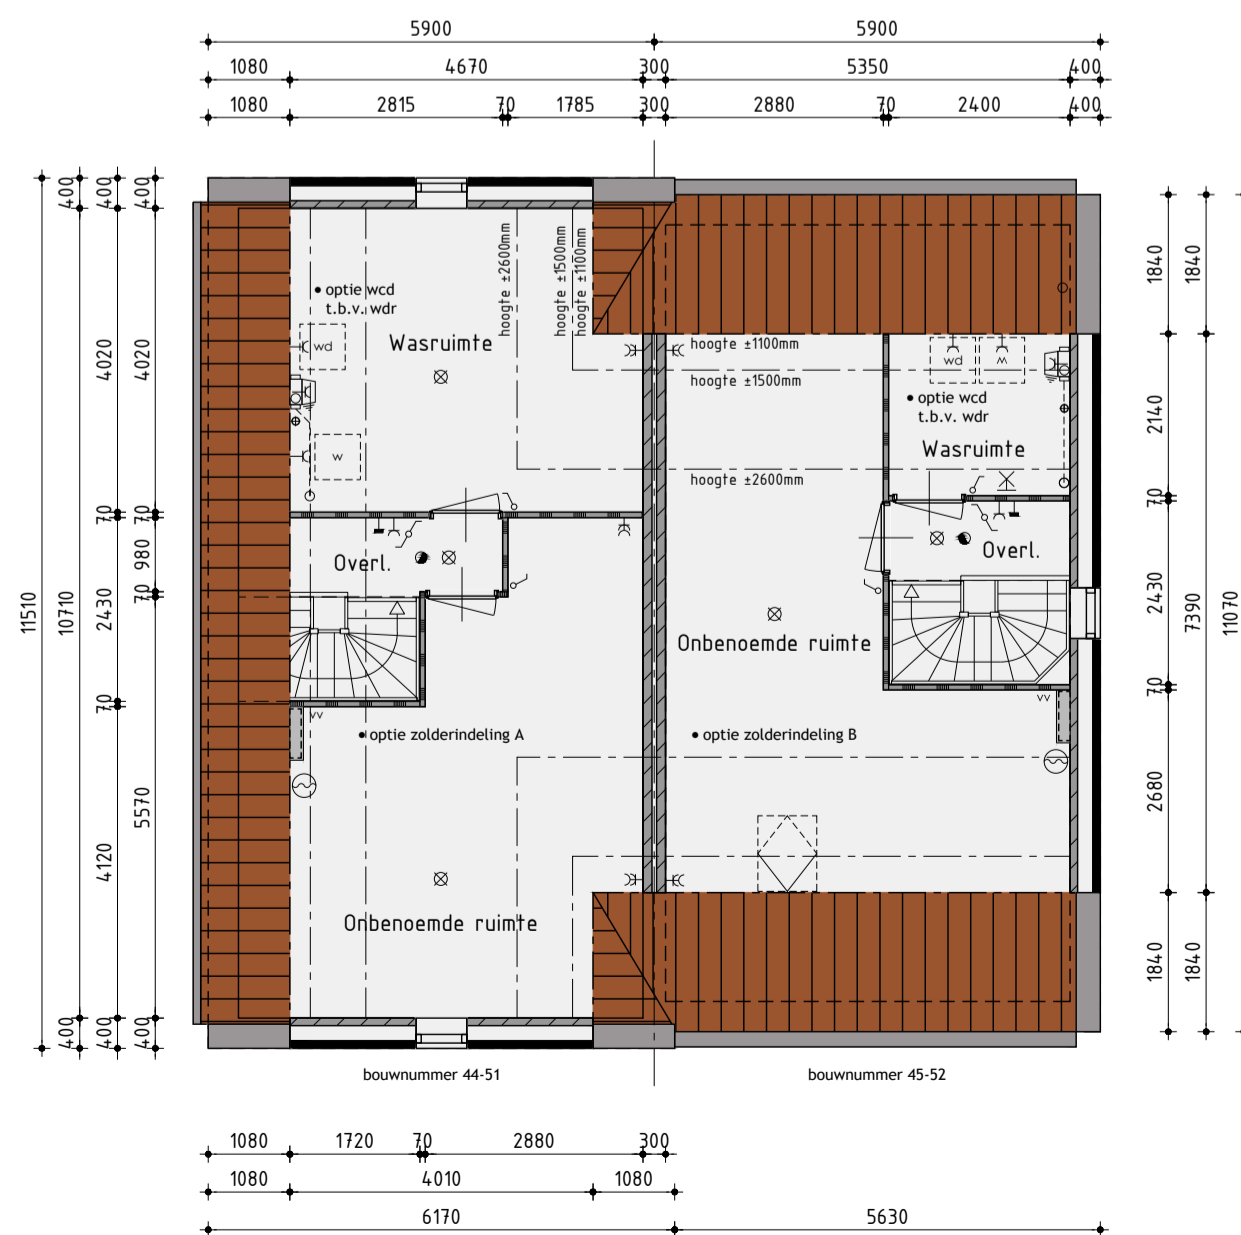 5900 5900
1080 4670 300 5350 400
1080 2815 70 1785 300 2880 70 2400 400
11510
400 10710 400
400 4020 70 2430 70 4120 400
400 4020 70 980 70 5570 400
hoogte ±2600mm
hoogte ±1500mm
hoogte ±1100mm
• optie wcd
t.b.v. wdr
wd
Wasruimte
w
Overl.
vv
• optie zolderindeling A
Onbenoemde ruimte
hoogte ±1100mm
hoogte ±1500mm
wd
w
• optie wcd
t.b.v. wdr
Wasruimte
hoogte ±2600mm
Overl.
Onbenoemde ruimte
vv
• optie zolderindeling B
1840 2140 70 2430 70 2680 1840
1840 7390 1840
11070
bouwnummer 44-51
bouwnummer 45-52
1080 1720 70 2880 300
1080 4010 1080
6170 5630